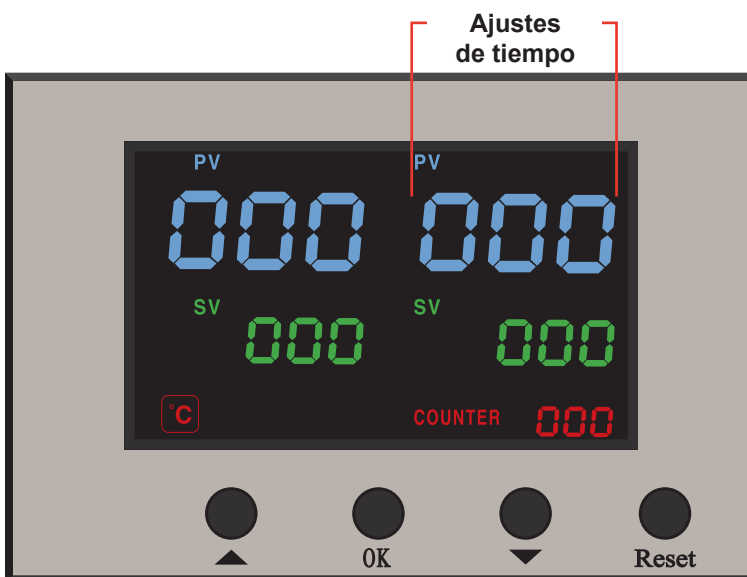 Ajustes
de tiempo
PV PV
000 000
SV SV
000 000
°C COUNTER 000
OK Reset